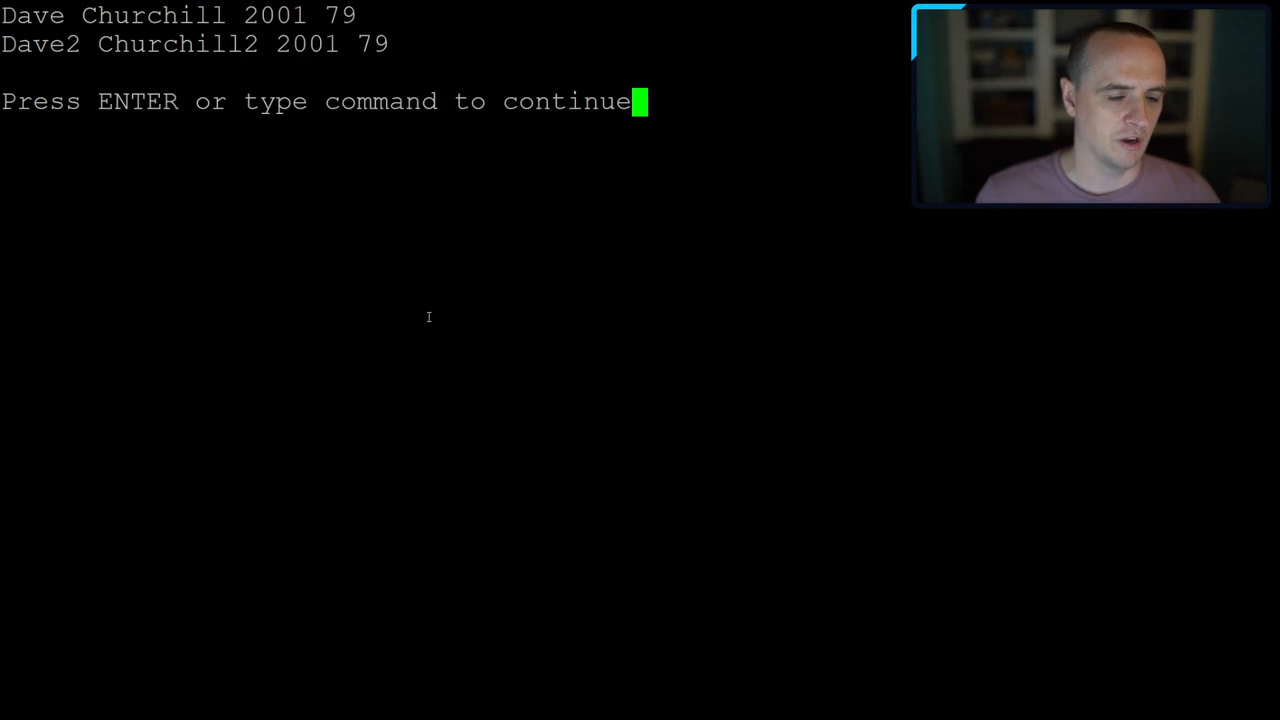 Dave Churchill 2001 79
Dave2 Churchill2 2001 79
Press ENTER or type command to continue